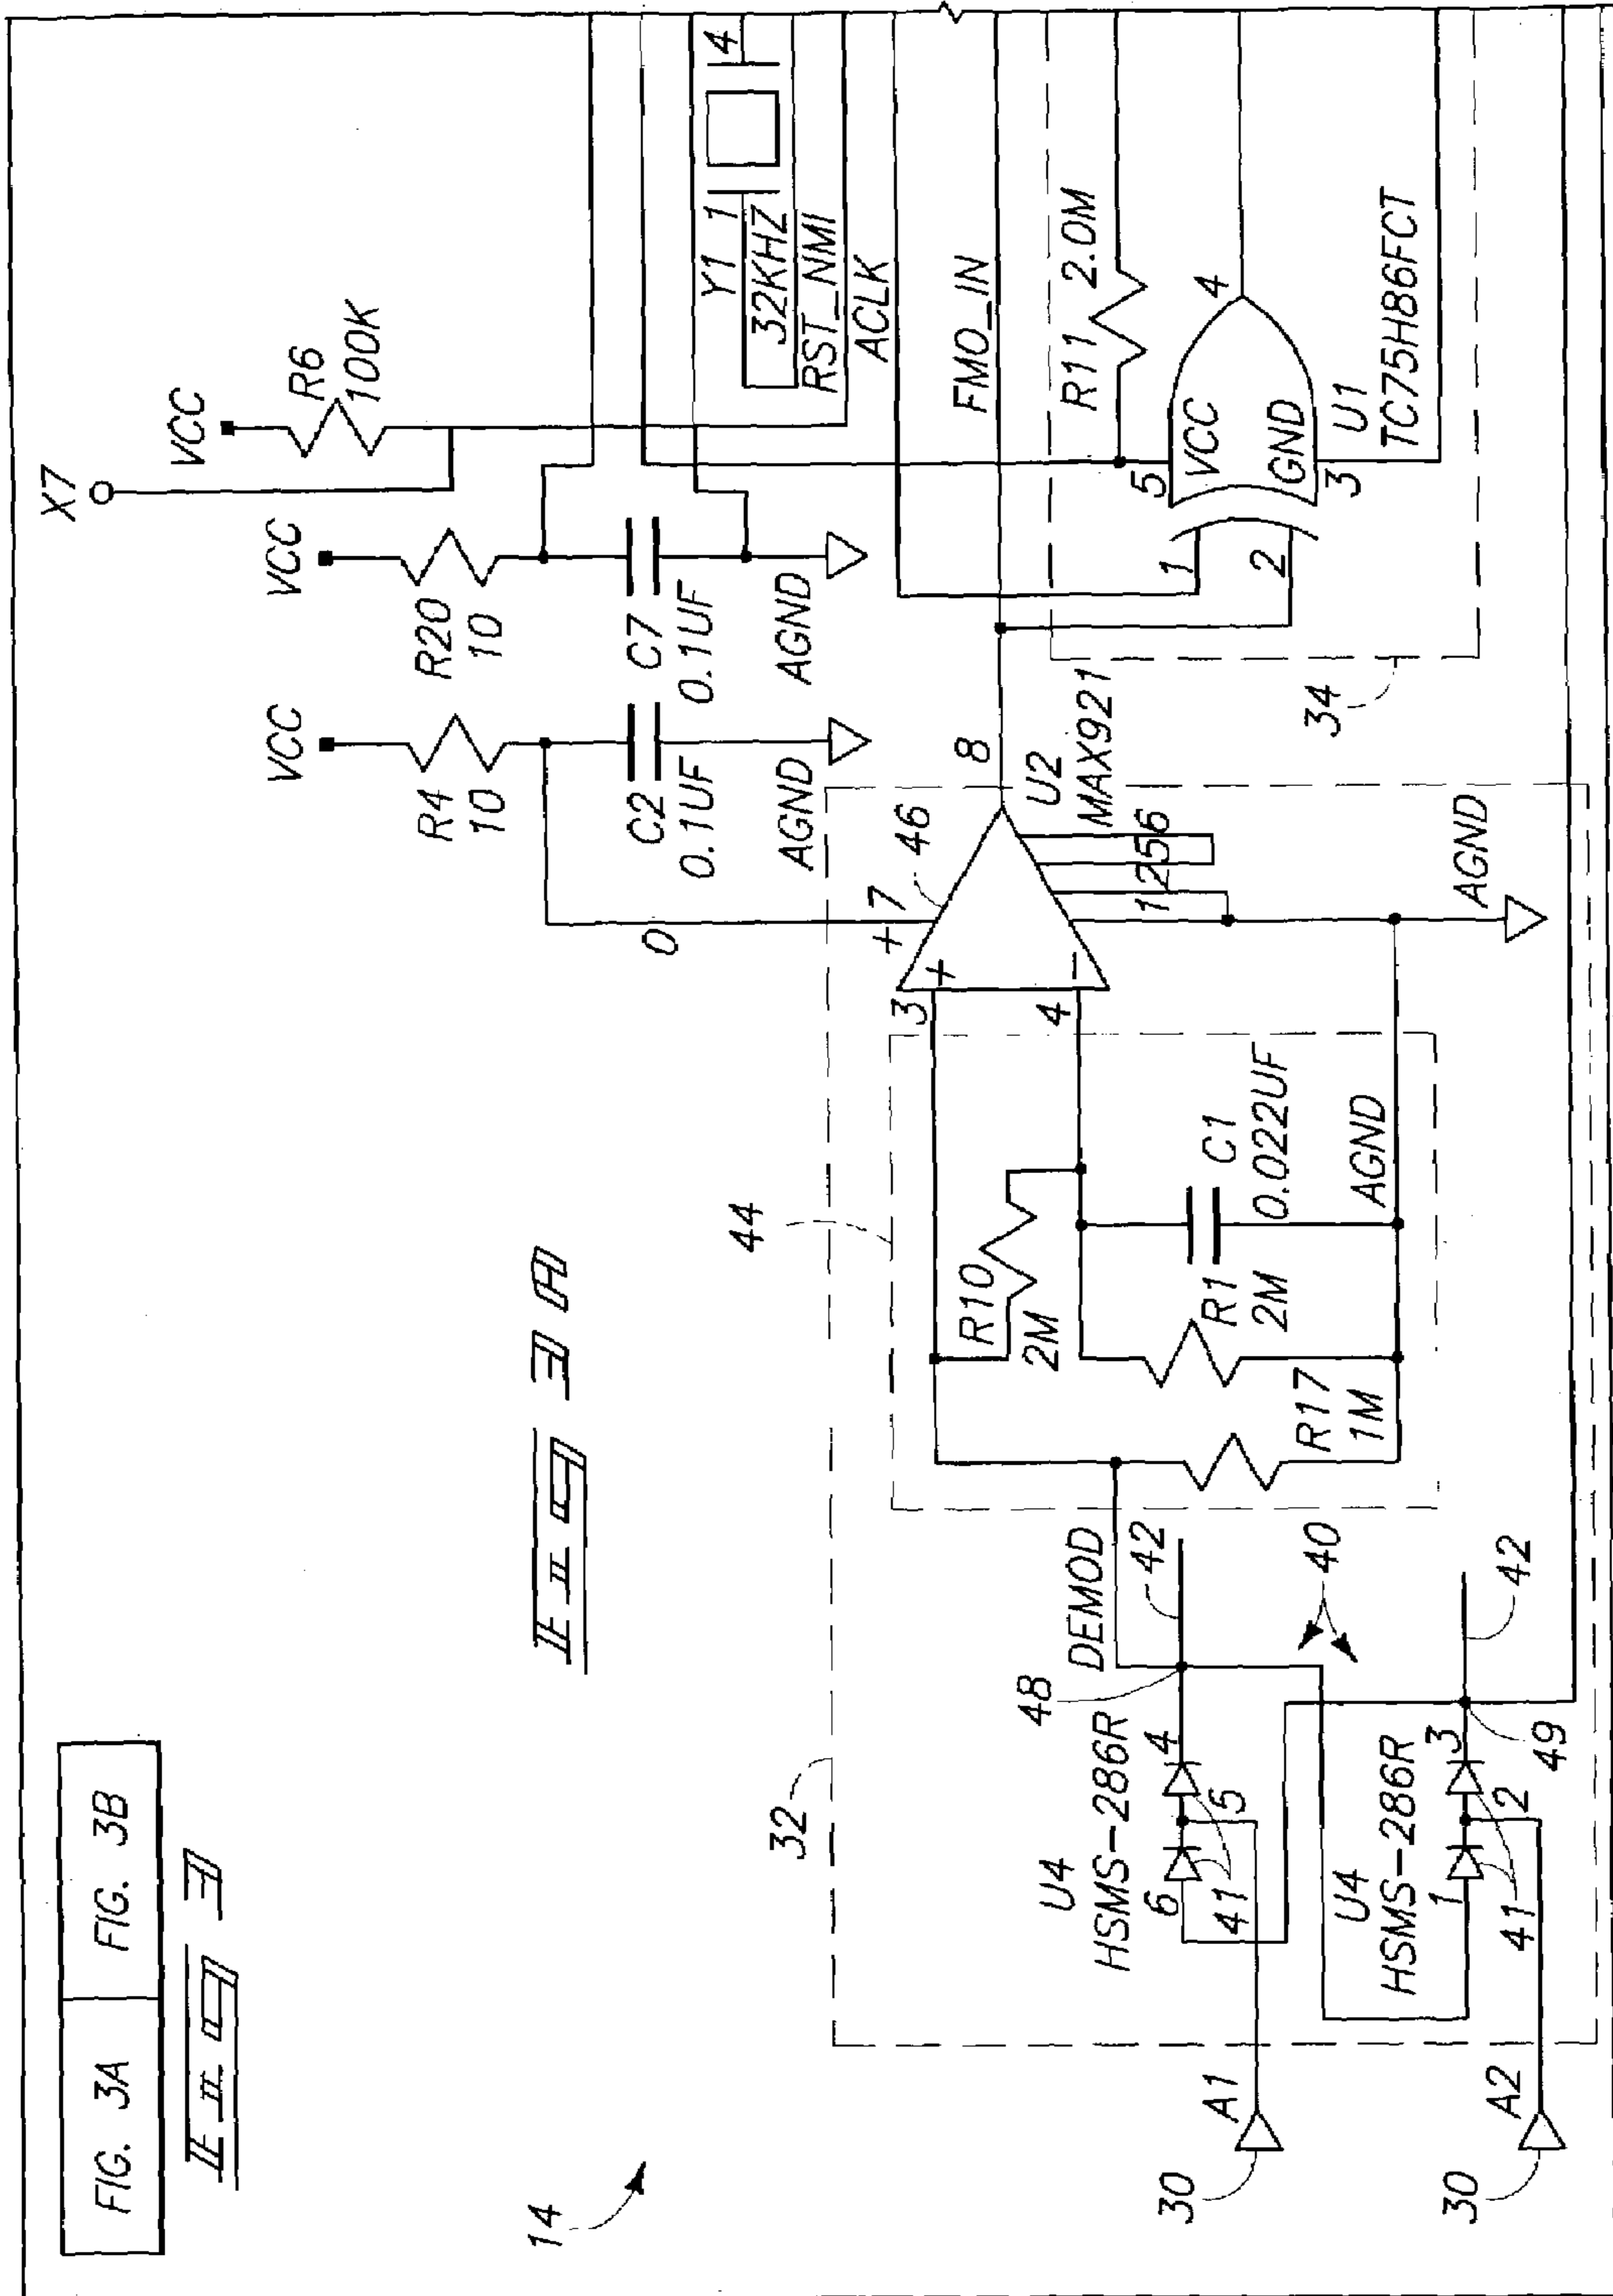 FIG. 3A
FIG. 3B
FIG 3
FIG 3A
14
X7
VCC
R6
100K
VCC
R20
10
C7
0.1UF
AGND
VCC
R4
10
C2
0.1UF
AGND
0
Y1
1
4
32KHZ
RST_NMI
ACLK
FMO_IN
R11 2.0M
5
VCC
4
GND
3
1
2
U1
TC75H86FCT
34
32
44
46
+
7
3
+
4
-
8
U2
MAX921
1
2
5
6
AGND
R10
2M
R1
2M
C1
0.022UF
AGND
R17
1M
DEMOD
42
48
40
42
49
U4
HSMS-286R
6
4
5
41
U4
HSMS-286R
1
3
2
41
A1
30
A2
30